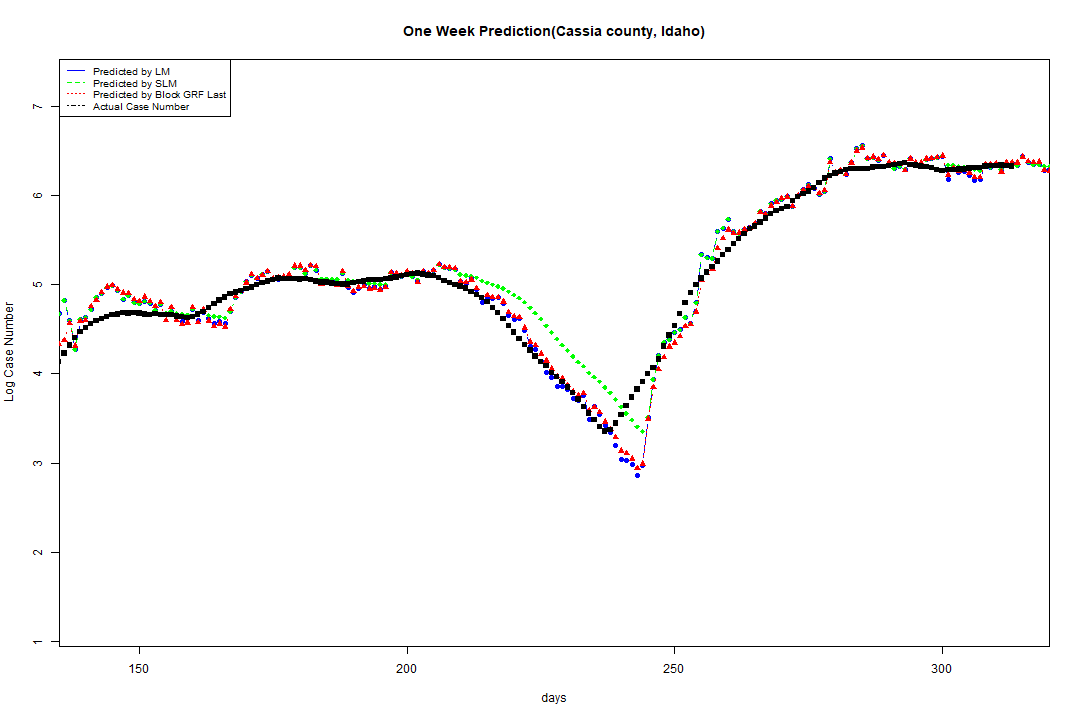 One Week Prediction(Cassia county, Idaho)
Predicted by LM
Predicted by SLM
Predicted by Block GRF Last
Actual Case Number
7
6
5
4
3
2
1
Log Case Number
150 200 250 300
days